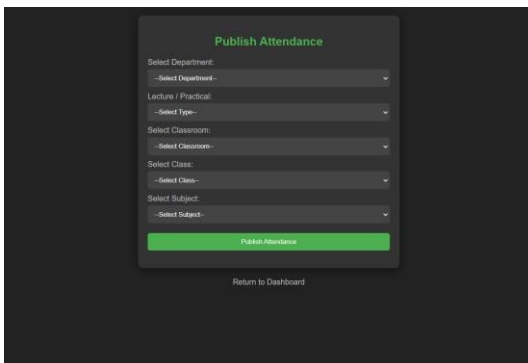 Publish Attendance
Select Department:
--Select Department--
Lecture / Practical:
--Select Type--
Select Classroom:
--Select Classroom--
Select Class:
--Select Class--
Select Subject:
--Select Subject--
Publish Attendance
Return to Dashboard